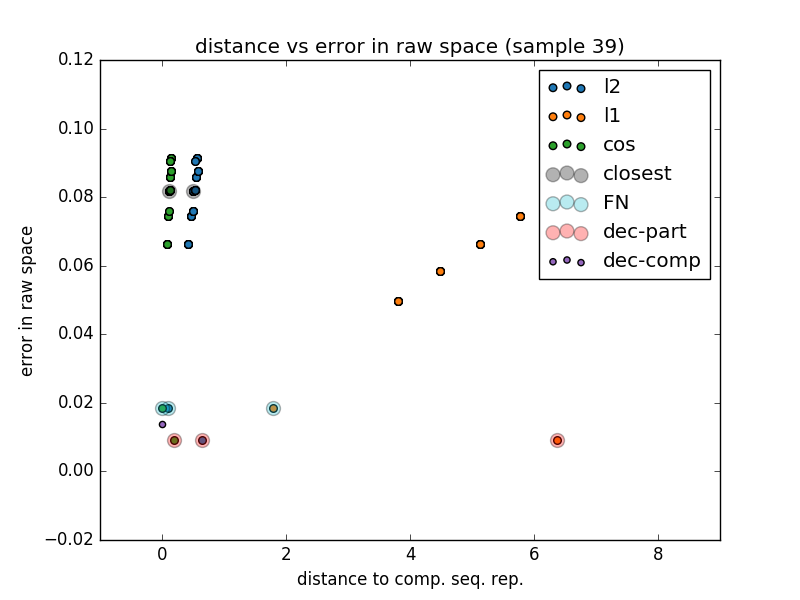 distance vs error in raw space (sample 39)
0.12
0.10
0.08
0.06
0.04
0.02
0.00
−0.02
error in raw space
l2
l1
cos
closest
FN
dec-part
dec-comp
0 2 4 6 8
distance to comp. seq. rep.